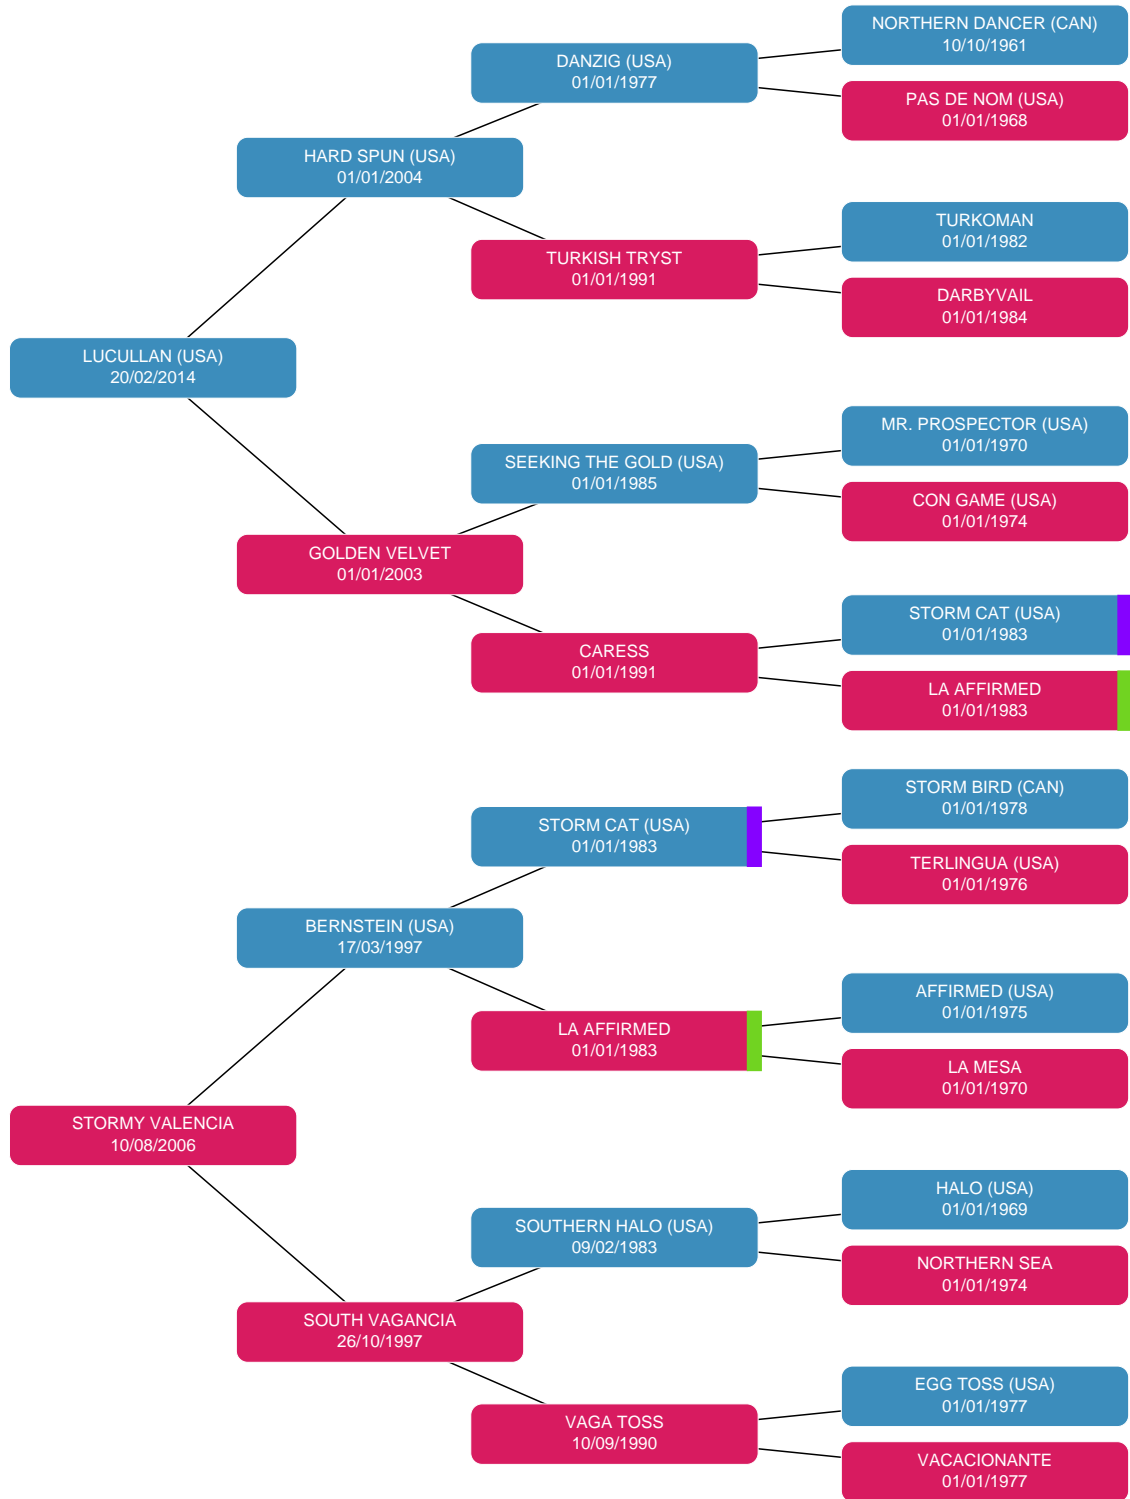 NORTHERN DANCER (CAN)
10/10/1961
DANZIG (USA)
01/01/1977
PAS DE NOM (USA)
01/01/1968
HARD SPUN (USA)
01/01/2004
TURKOMAN
01/01/1982
TURKISH TRYST
01/01/1991
DARBYVAIL
01/01/1984
LUCULLAN (USA)
20/02/2014
MR. PROSPECTOR (USA)
01/01/1970
SEEKING THE GOLD (USA)
01/01/1985
CON GAME (USA)
01/01/1974
GOLDEN VELVET
01/01/2003
STORM CAT (USA)
01/01/1983
CARESS
01/01/1991
LA AFFIRMED
01/01/1983
STORM BIRD (CAN)
01/01/1978
STORM CAT (USA)
01/01/1983
TERLINGUA (USA)
01/01/1976
BERNSTEIN (USA)
17/03/1997
AFFIRMED (USA)
01/01/1975
LA AFFIRMED
01/01/1983
LA MESA
01/01/1970
STORMY VALENCIA
10/08/2006
HALO (USA)
01/01/1969
SOUTHERN HALO (USA)
09/02/1983
NORTHERN SEA
01/01/1974
SOUTH VAGANCIA
26/10/1997
EGG TOSS (USA)
01/01/1977
VAGA TOSS
10/09/1990
VACACIONANTE
01/01/1977